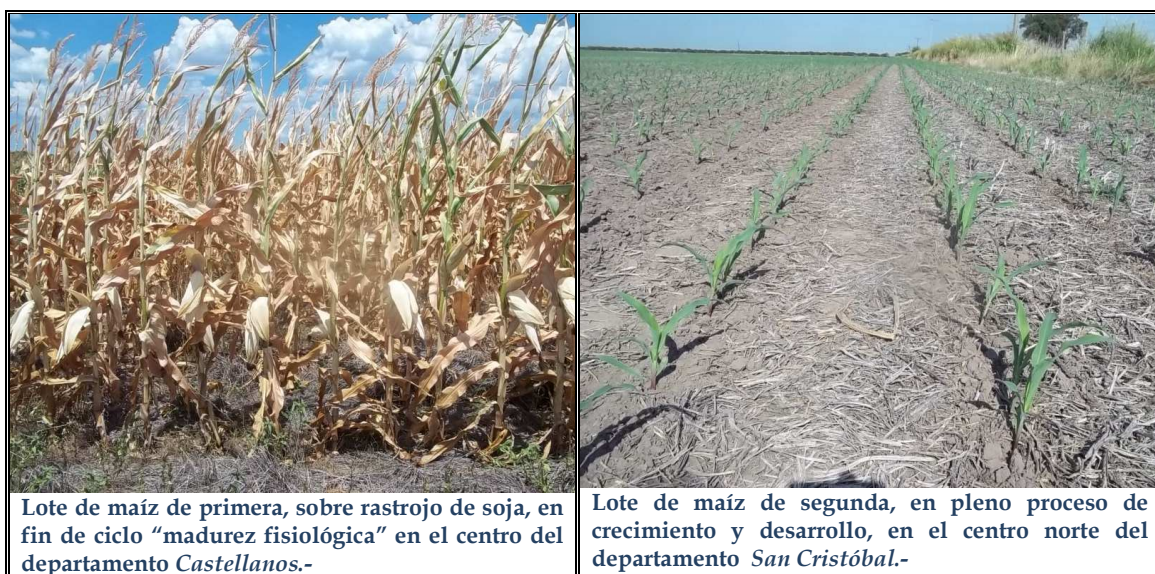 Lote de maíz de primera, sobre rastrojo de soja, en
fin de ciclo “madurez fisiológica” en el centro del
departamento Castellanos.-
Lote de maíz de segunda, en pleno proceso de
crecimiento y desarrollo, en el centro norte del
departamento San Cristóbal.-